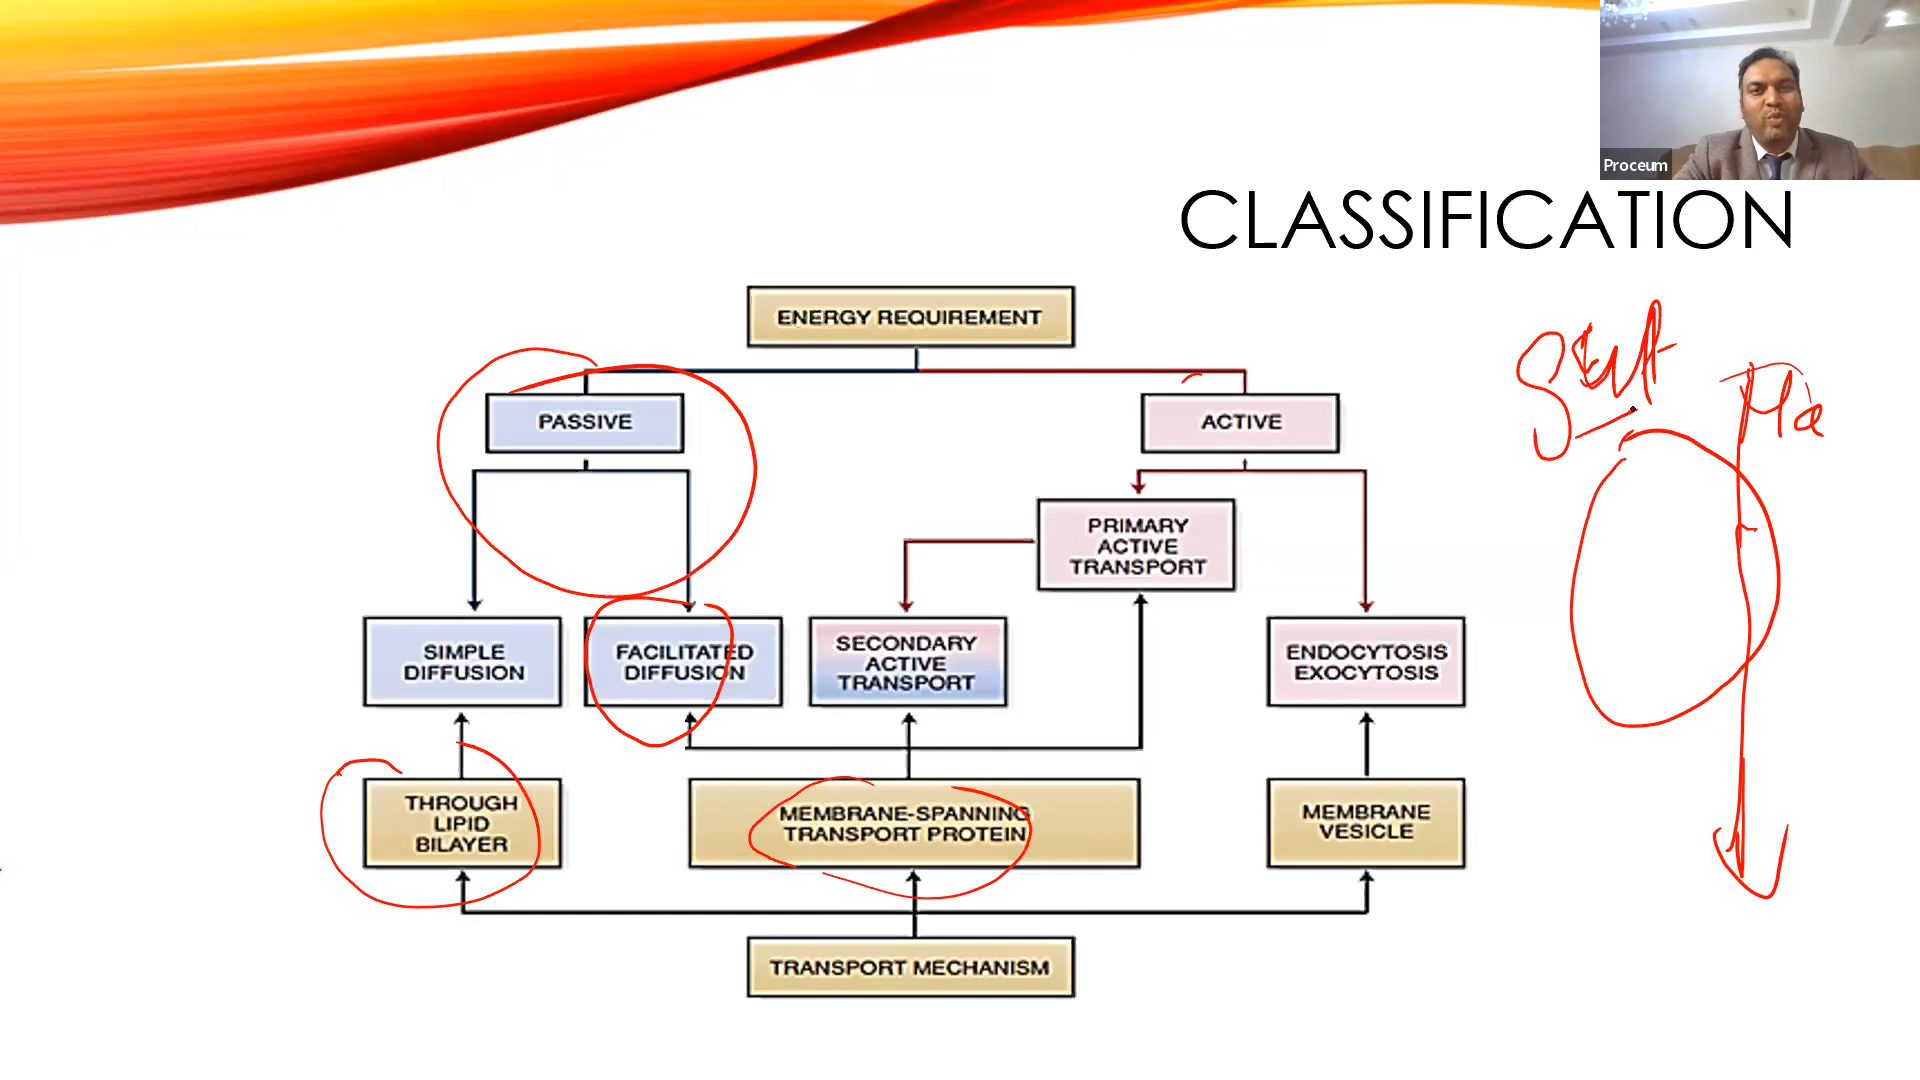 Proceum
CLASSIFICATION
ENERGY REQUIREMENT
PASSIVE
ACTIVE
PRIMARY
ACTIVE
TRANSPORT
SIMPLE
DIFFUSION
FACILITATED
DIFFUSION
SECONDARY
ACTIVE
TRANSPORT
ENDOCYTOSIS
EXOCYTOSIS
THROUGH
LIPID
BILAYER
MEMBRANE-SPANNING
TRANSPORT PROTEIN
MEMBRANE
VESICLE
TRANSPORT MECHANISM